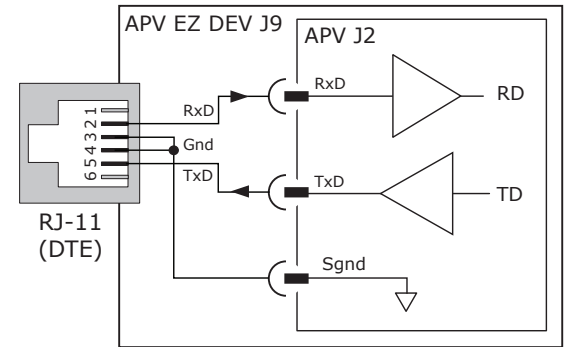 APV EZ DEV J9
APV J2
1
2
3
4
5
6
RxD
Gnd
TxD
RxD
RD
TxD
TD
Sgnd
RJ-11
(DTE)